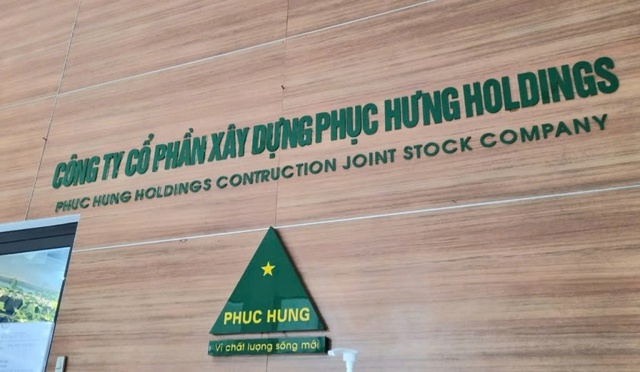 CÔNG TY CỔ PHẦN XÂY DỰNG PHỤC HƯNG HOLDINGS
PHUC HUNG HOLDINGS CONTRUCTION JOINT STOCK COMPANY
PHUC HUNG
Vì chất lượng sống mới